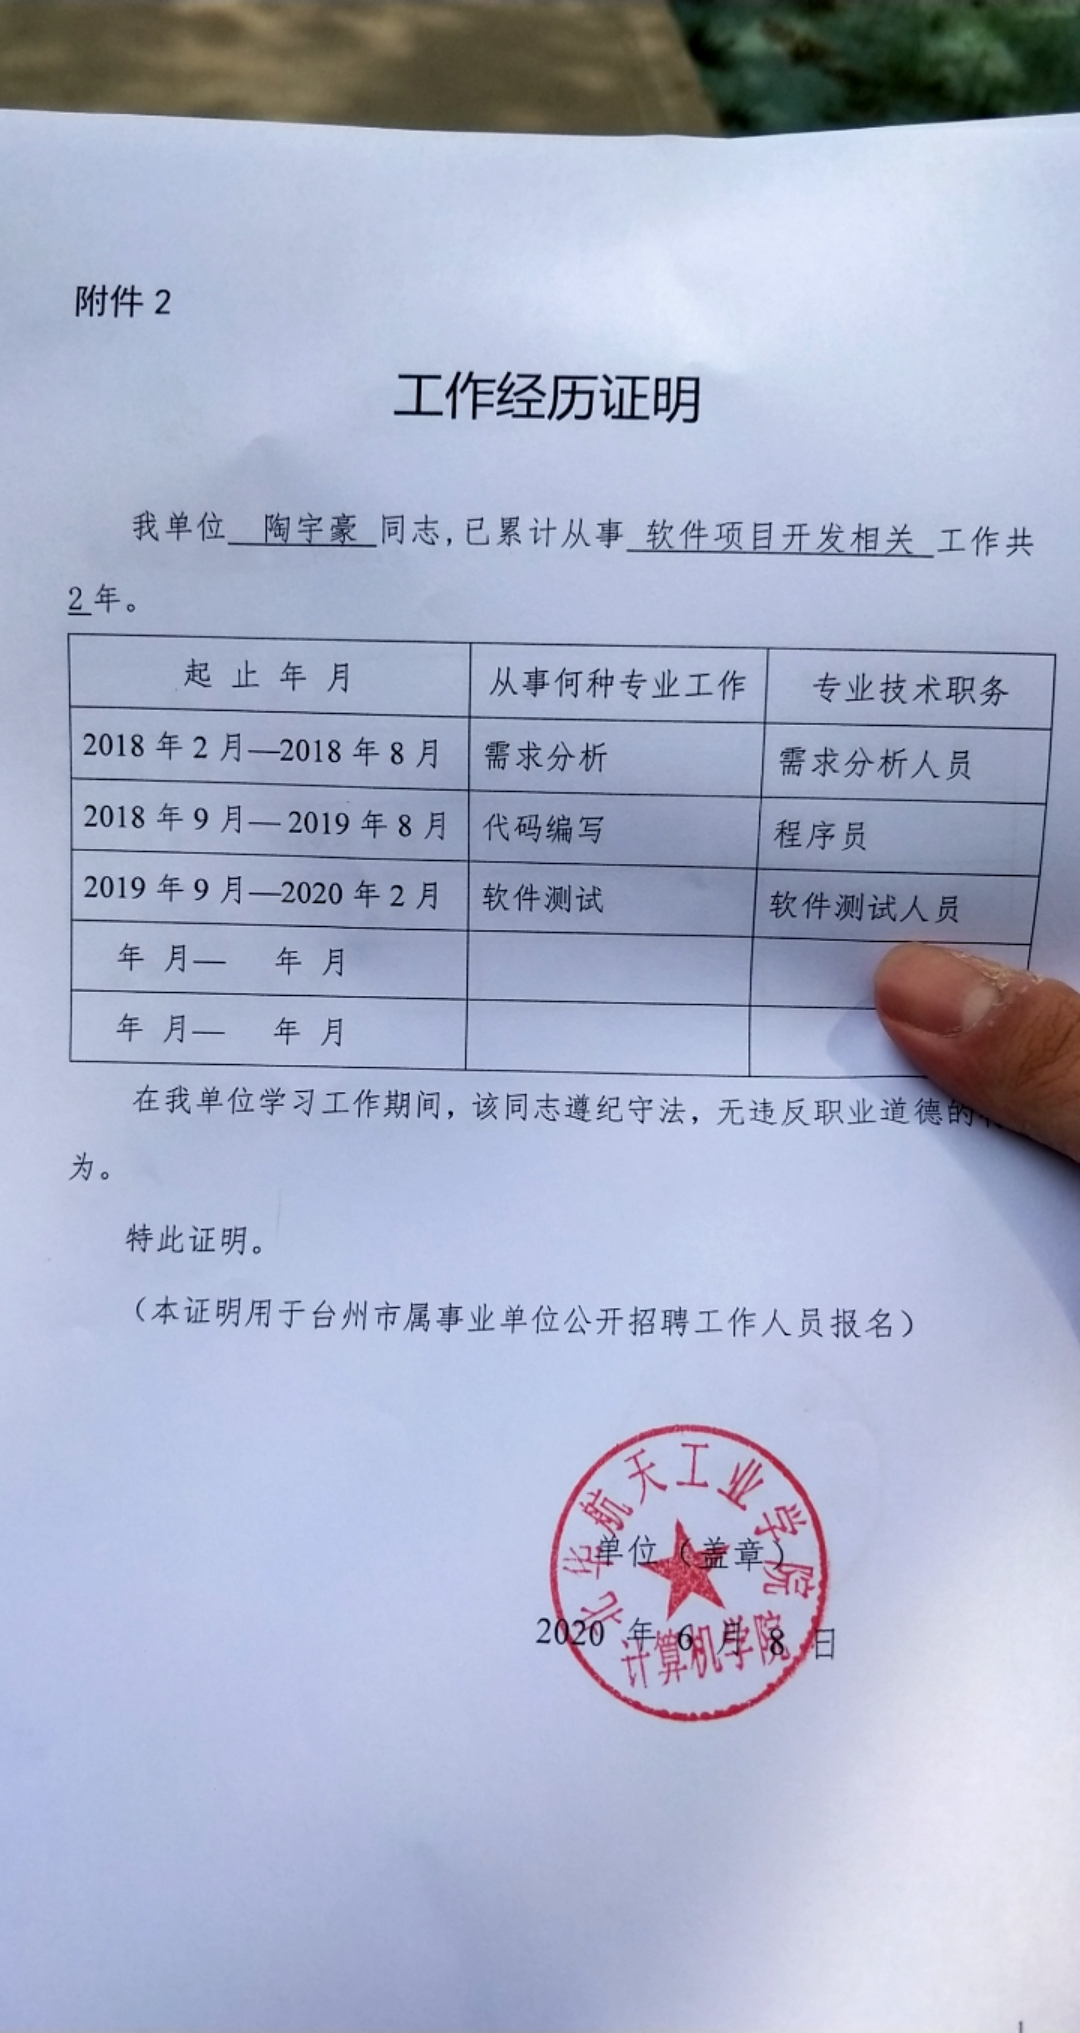 附件 2
工作经历证明
我单位 陶宇豪 同志,已累计从事 软件项目开发相关 工作共
2 年。
起 止 年 月 从事何种专业工作 专业技术职务
2018 年 2 月—2018 年 8 月 需求分析 需求分析人员
2018 年 9 月— 2019 年 8 月 代码编写 程序员
2019 年 9 月—2020 年 2 月 软件测试 软件测试人员
年 月— 年 月
年 月— 年 月
在我单位学习工作期间，该同志遵纪守法，无违反职业道德的
为。
特此证明。
（本证明用于台州市属事业单位公开招聘工作人员报名）
北华航天工业学院
单位（盖章）
2020 年 6 月 8 日
计算机学院
1